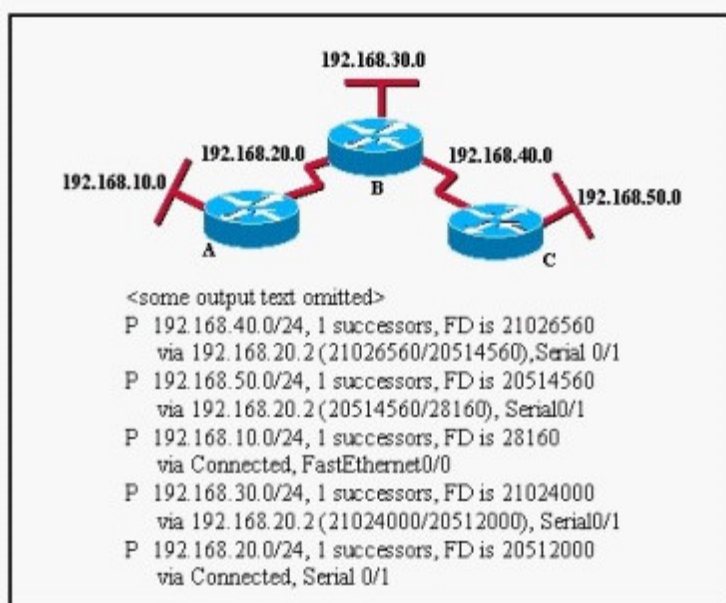 192.168.30.0
192.168.20.0
192.168.40.0
192.168.10.0
192.168.50.0
B
A
C
<some output text omitted>
P 192.168.40.0/24, 1 successors, FD is 21026560
via 192.168.20.2 (21026560/20514560),Serial 0/1
P 192.168.50.0/24, 1 successors, FD is 20514560
via 192.168.20.2 (20514560/28160), Serial0/1
P 192.168.10.0/24, 1 successors, FD is 28160
via Connected, FastEthernet0/0
P 192.168.30.0/24, 1 successors, FD is 21024000
via 192.168.20.2 (21024000/20512000), Serial0/1
P 192.168.20.0/24, 1 successors, FD is 20512000
via Connected, Serial 0/1